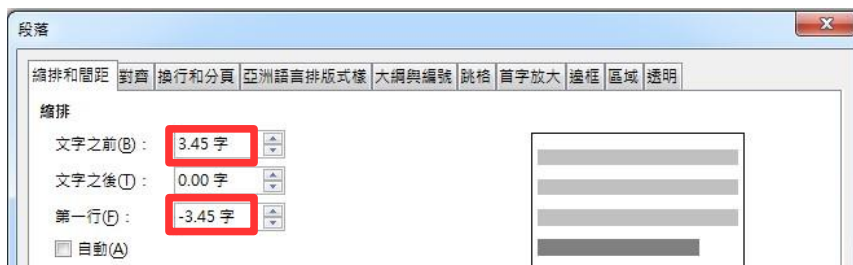 段落
縮排和間距 對齊 換行和分頁 亞洲語言排版式樣 大綱與編號 跳格 首字放大 邊框 區域 透明
縮排
文字之前(B)： 3.45 字
文字之後(T)： 0.00 字
第一行(F)： -3.45 字
自動(A)